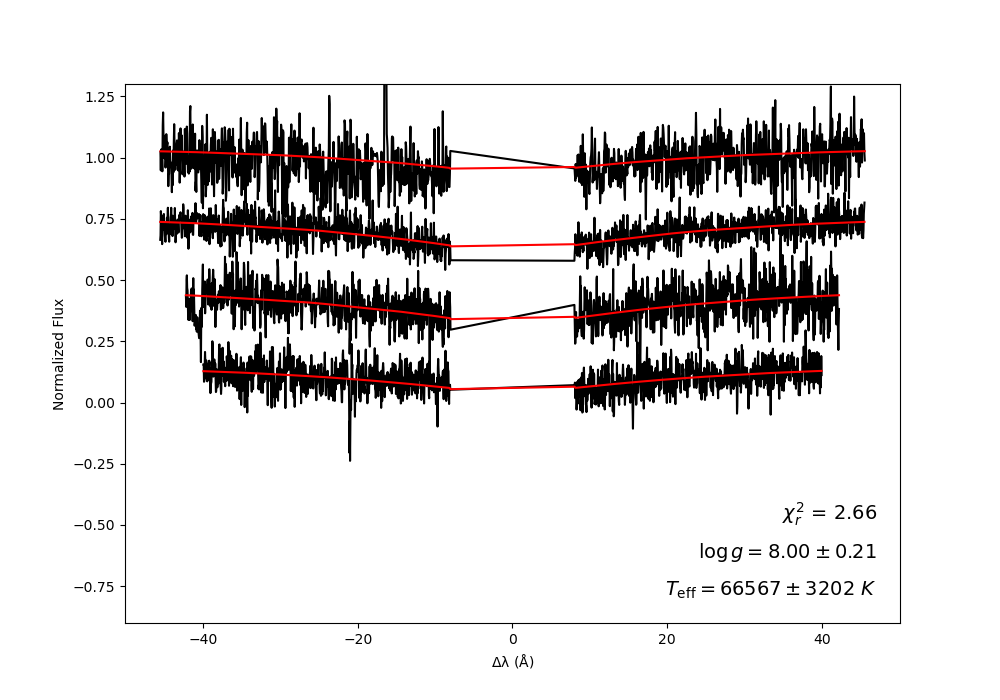 1.25
1.00
0.75
0.50
0.25
0.00
−0.25
−0.50
−0.75
Normalized Flux
χ²ᵣ = 2.66
log g = 8.00 ± 0.21
T_eff = 66567 ± 3202 K
−40 −20 0 20 40
Δλ (Å)